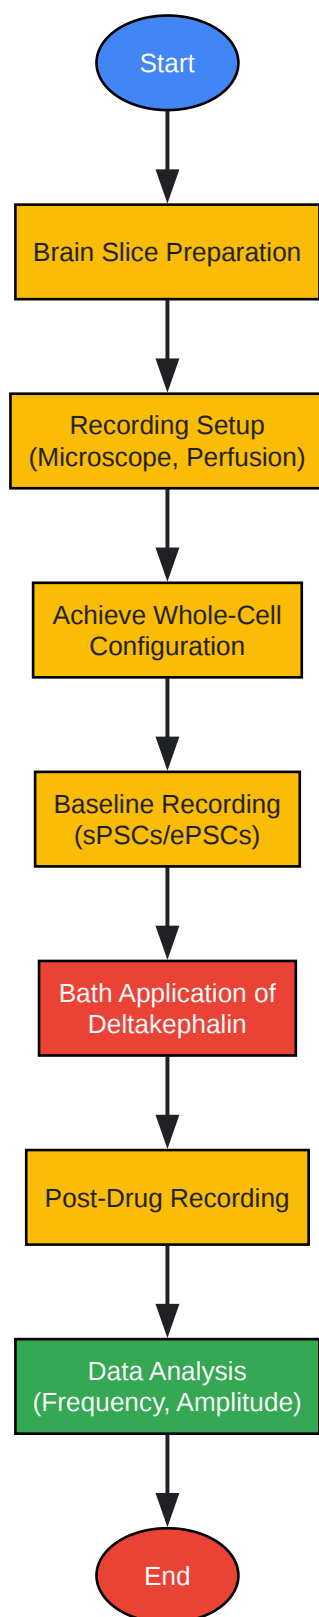 Start
Brain Slice Preparation
Recording Setup
(Microscope, Perfusion)
Achieve Whole-Cell
Configuration
Baseline Recording
(sPSCs/ePSCs)
Bath Application of
Deltakephalin
Post-Drug Recording
Data Analysis
(Frequency, Amplitude)
End